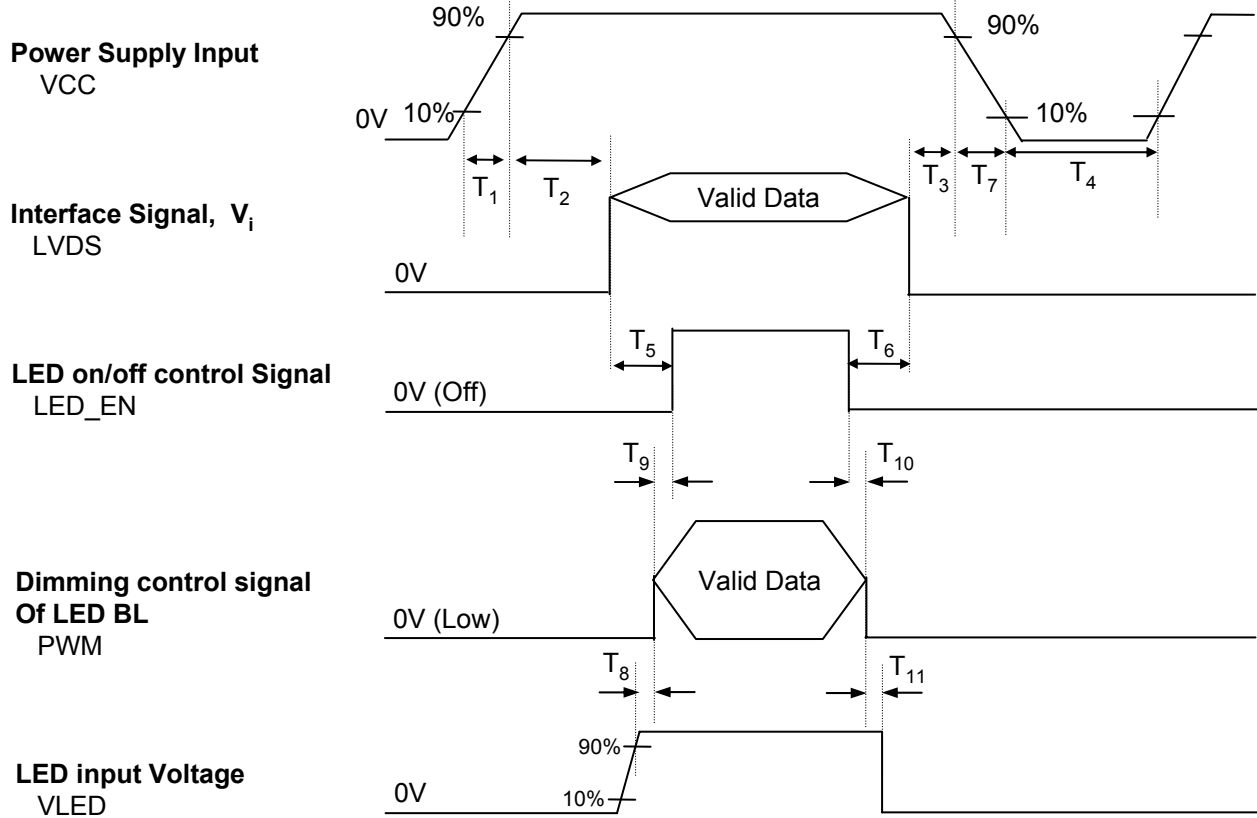 90%
90%
Power Supply Input
VCC
0V 10%
10%
T1 T2 T3 T7 T4
Interface Signal, Vi
LVDS
Valid Data
0V
T5 T6
LED on/off control Signal
LED_EN
0V (Off)
T9 T10
Dimming control signal
Of LED BL
PWM
Valid Data
0V (Low)
T8 T11
90%
LED input Voltage
VLED
0V
10%